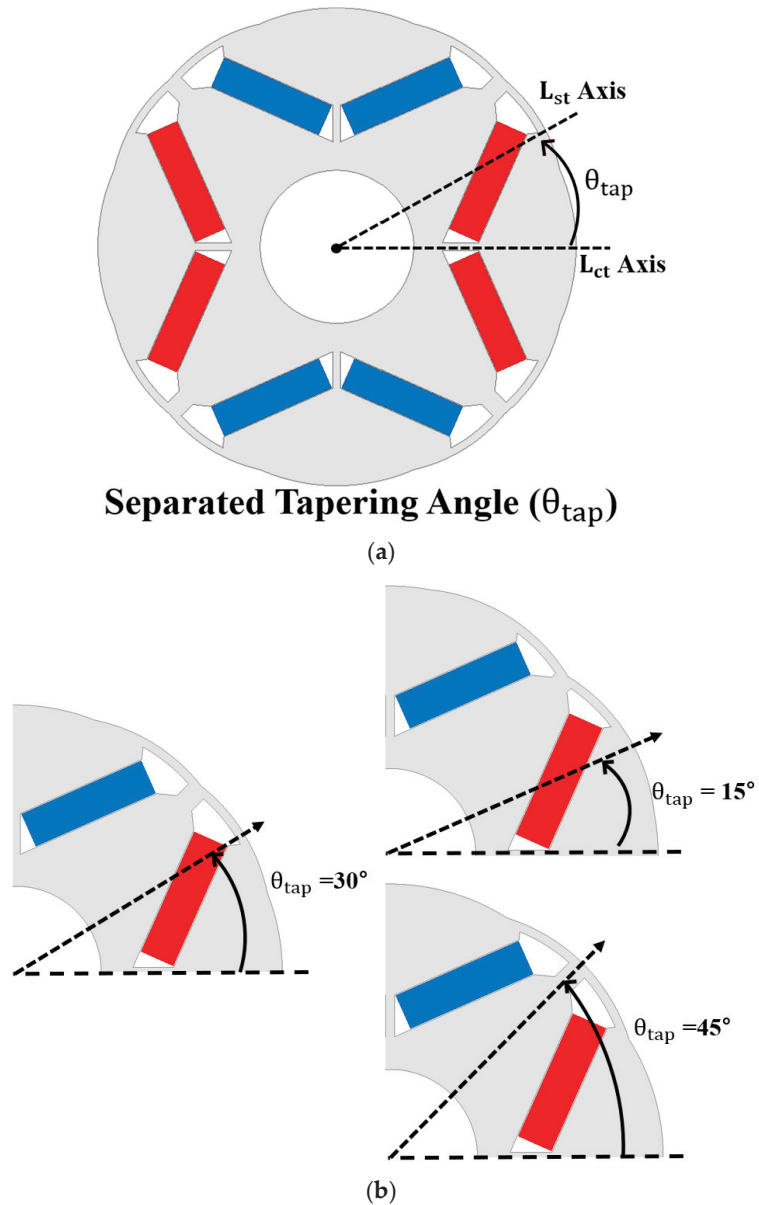 L_st Axis
θ_tap
L_ct Axis
Separated Tapering Angle (θ_tap)
(a)
θ_tap =30°
θ_tap = 15°
θ_tap =45°
(b)